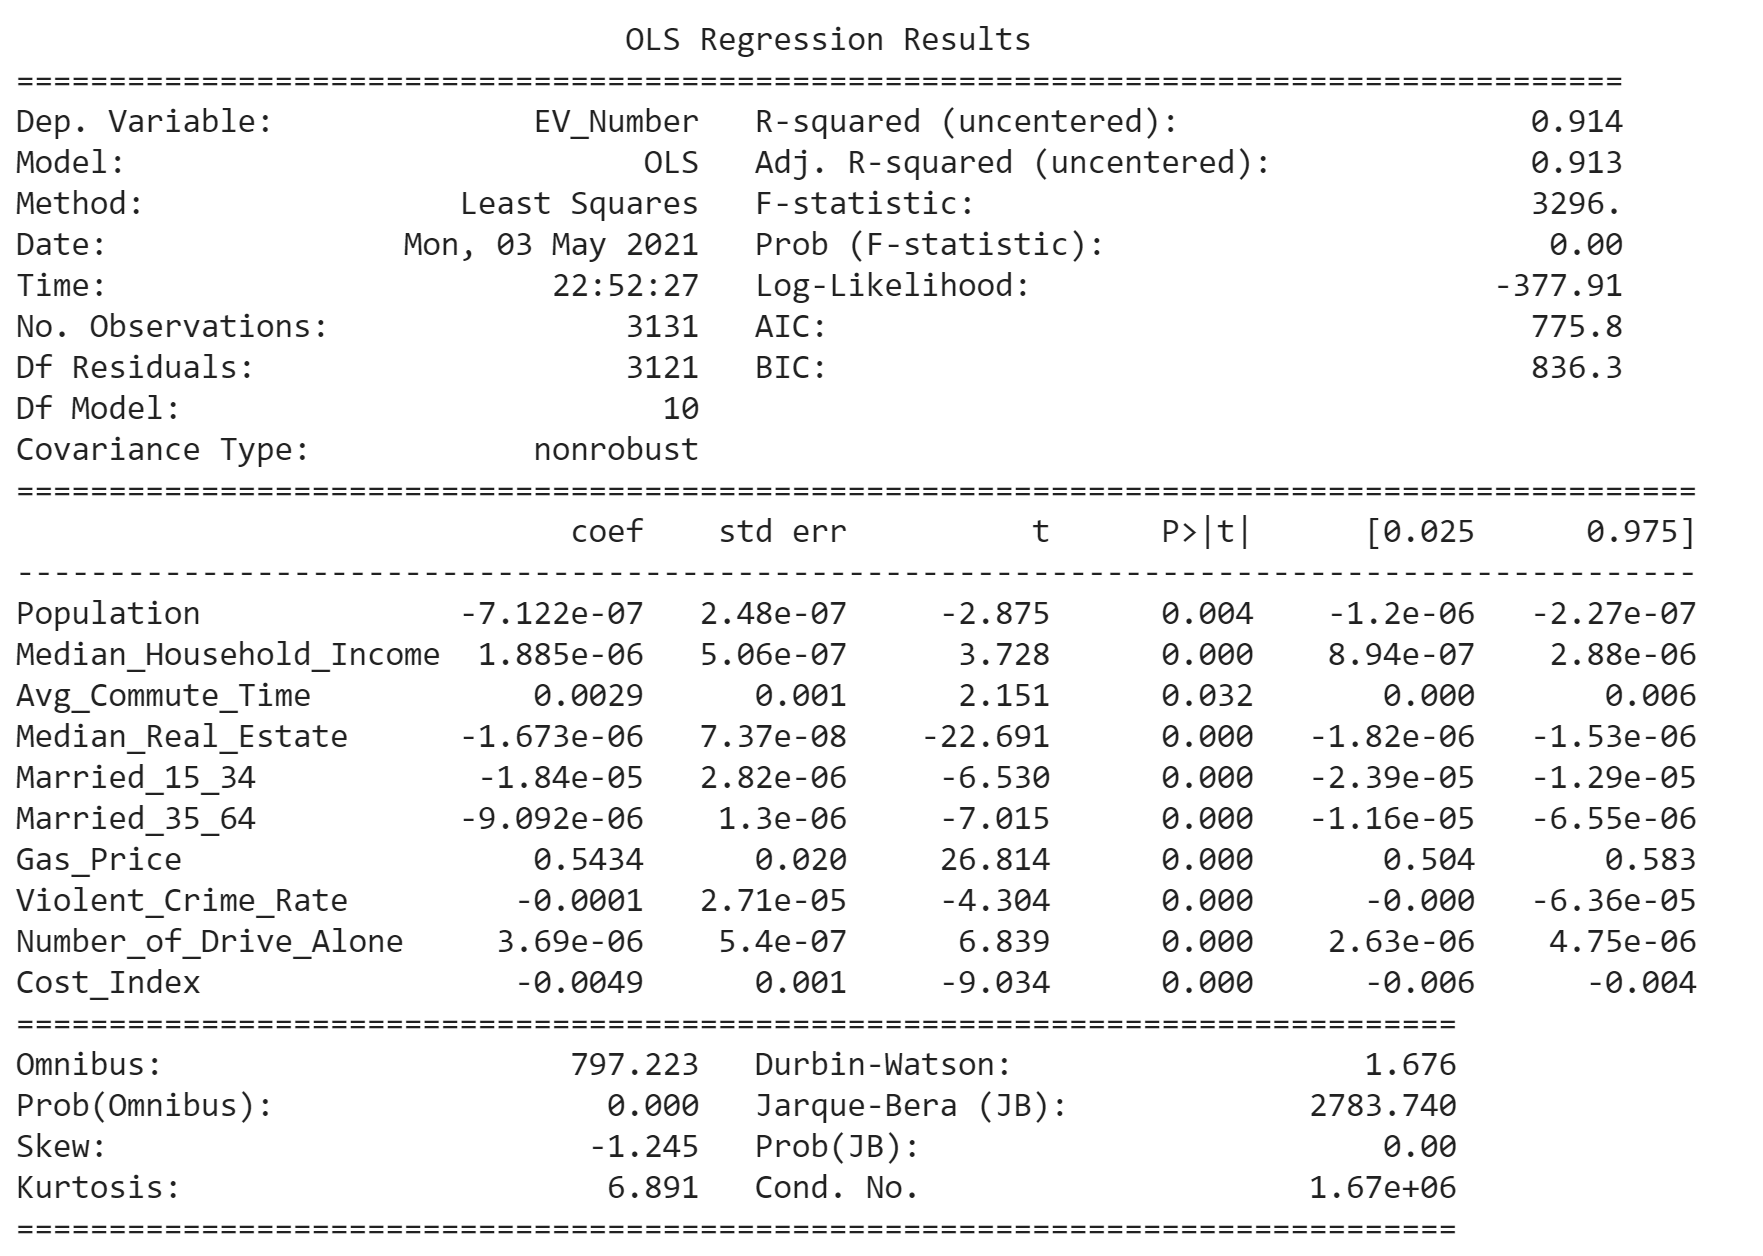 OLS Regression Results
==============================================================================
Dep. Variable: EV_Number R-squared (uncentered): 0.914
Model: OLS Adj. R-squared (uncentered): 0.913
Method: Least Squares F-statistic: 3296.
Date: Mon, 03 May 2021 Prob (F-statistic): 0.00
Time: 22:52:27 Log-Likelihood: -377.91
No. Observations: 3131 AIC: 775.8
Df Residuals: 3121 BIC: 836.3
Df Model: 10
Covariance Type: nonrobust
==============================================================================
coef std err t P>|t| [0.025 0.975]
------------------------------------------------------------------------------
Population -7.122e-07 2.48e-07 -2.875 0.004 -1.2e-06 -2.27e-07
Median_Household_Income 1.885e-06 5.06e-07 3.728 0.000 8.94e-07 2.88e-06
Avg_Commute_Time 0.0029 0.001 2.151 0.032 0.000 0.006
Median_Real_Estate -1.673e-06 7.37e-08 -22.691 0.000 -1.82e-06 -1.53e-06
Married_15_34 -1.84e-05 2.82e-06 -6.530 0.000 -2.39e-05 -1.29e-05
Married_35_64 -9.092e-06 1.3e-06 -7.015 0.000 -1.16e-05 -6.55e-06
Gas_Price 0.5434 0.020 26.814 0.000 0.504 0.583
Violent_Crime_Rate -0.0001 2.71e-05 -4.304 0.000 -0.000 -6.36e-05
Number_of_Drive_Alone 3.69e-06 5.4e-07 6.839 0.000 2.63e-06 4.75e-06
Cost_Index -0.0049 0.001 -9.034 0.000 -0.006 -0.004
==============================================================================
Omnibus: 797.223 Durbin-Watson: 1.676
Prob(Omnibus): 0.000 Jarque-Bera (JB): 2783.740
Skew: -1.245 Prob(JB): 0.00
Kurtosis: 6.891 Cond. No. 1.67e+06
==============================================================================